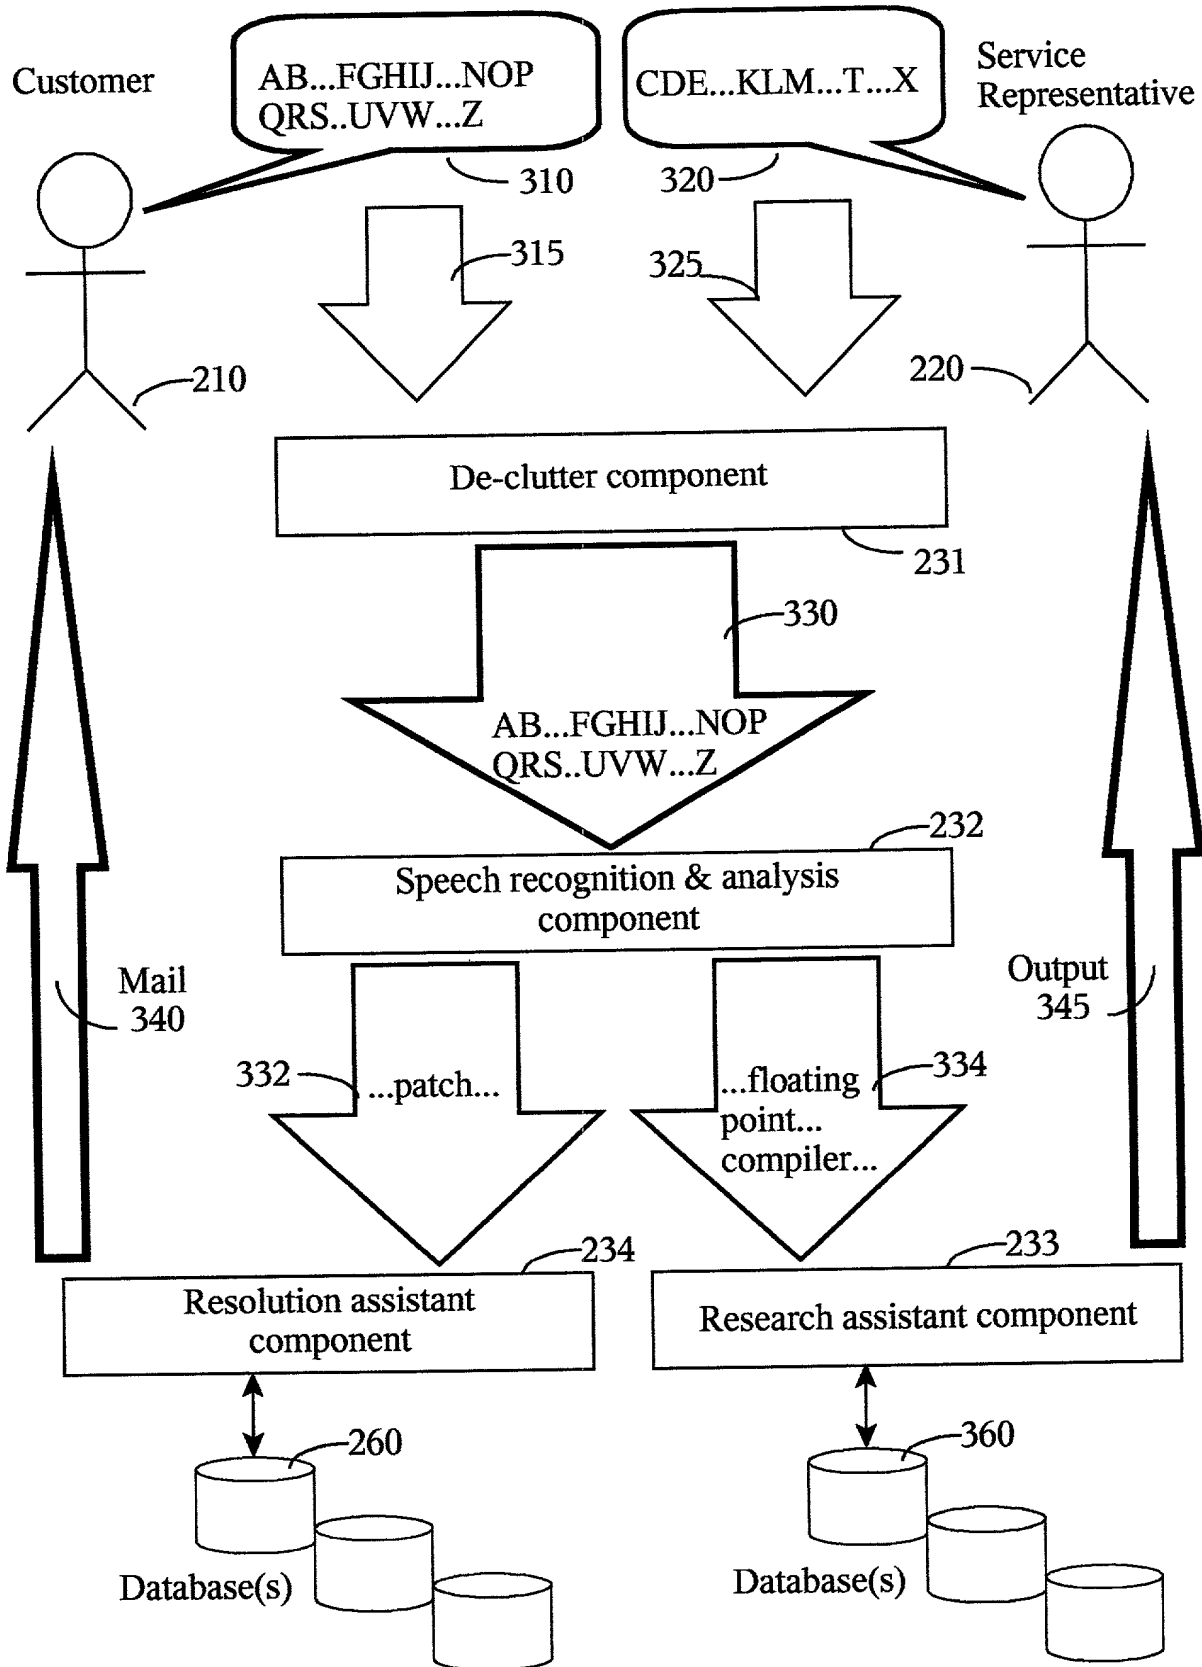 Customer
AB...FGHIJ...NOP
QRS..UVW...Z
CDE...KLM...T...X
Service
Representative
310
320
315
325
210
220
De-clutter component
231
330
AB...FGHIJ...NOP
QRS..UVW...Z
232
Speech recognition & analysis
component
Mail
340
Output
345
332
...patch...
...floating
point...
compiler...
334
234
233
Resolution assistant
component
Research assistant component
260
360
Database(s)
Database(s)